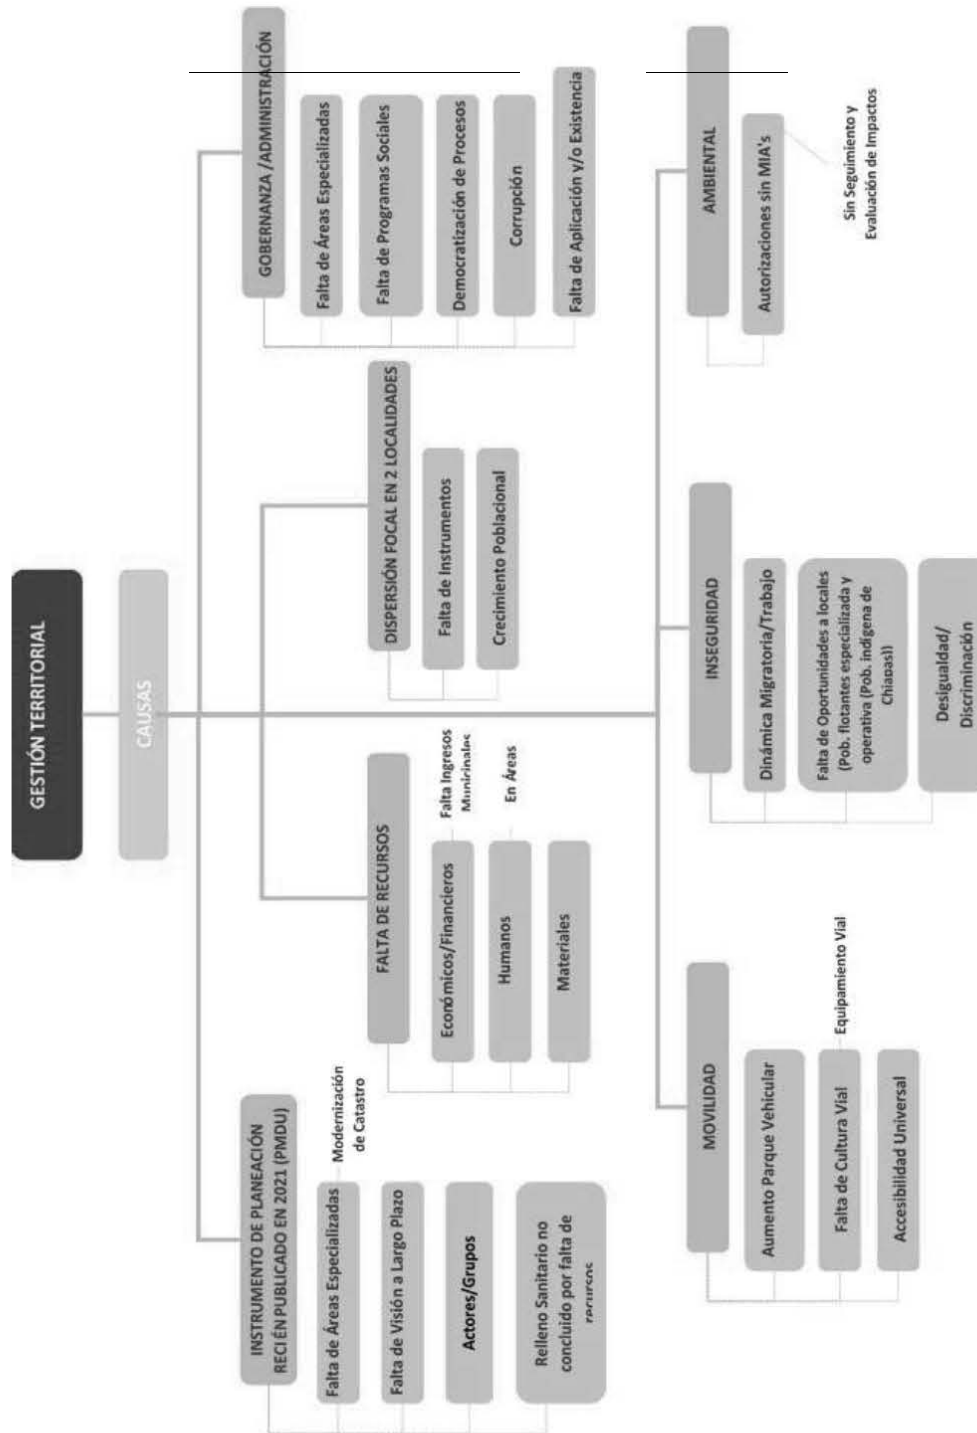 GESTIÓN TERRITORIAL
CAUSAS
INSTRUMENTO DE PLANEACIÓN
RECIÉN PUBLICADO EN 2021 (PMDU)
Falta de Áreas Especializadas
Modernización
de Catastro
Falta de Visión a Largo Plazo
Actores/Grupos
Relleno Sanitario no
concluido por falta de
recursos
FALTA DE RECURSOS
Económicos/Financieros
Falta Ingresos
Municipales
Humanos
En Áreas
Materiales
DISPERSIÓN FOCAL EN 2 LOCALIDADES
Falta de Instrumentos
Crecimiento Poblacional
GOBERNANZA /ADMINISTRACIÓN
Falta de Áreas Especializadas
Falta de Programas Sociales
Democratización de Procesos
Corrupción
Falta de Aplicación y/o Existencia
MOVILIDAD
Aumento Parque Vehicular
Falta de Cultura Vial
Equipamiento Vial
Accesibilidad Universal
INSEGURIDAD
Dinámica Migratoria/Trabajo
Falta de Oportunidades a locales
(Pob. flotantes especializada y
operativa (Pob. indígena de
Chiapas))
Desigualdad/
Discriminación
AMBIENTAL
Autorizaciones sin MIA's
Sin Seguimiento y
Evaluación de Impactos